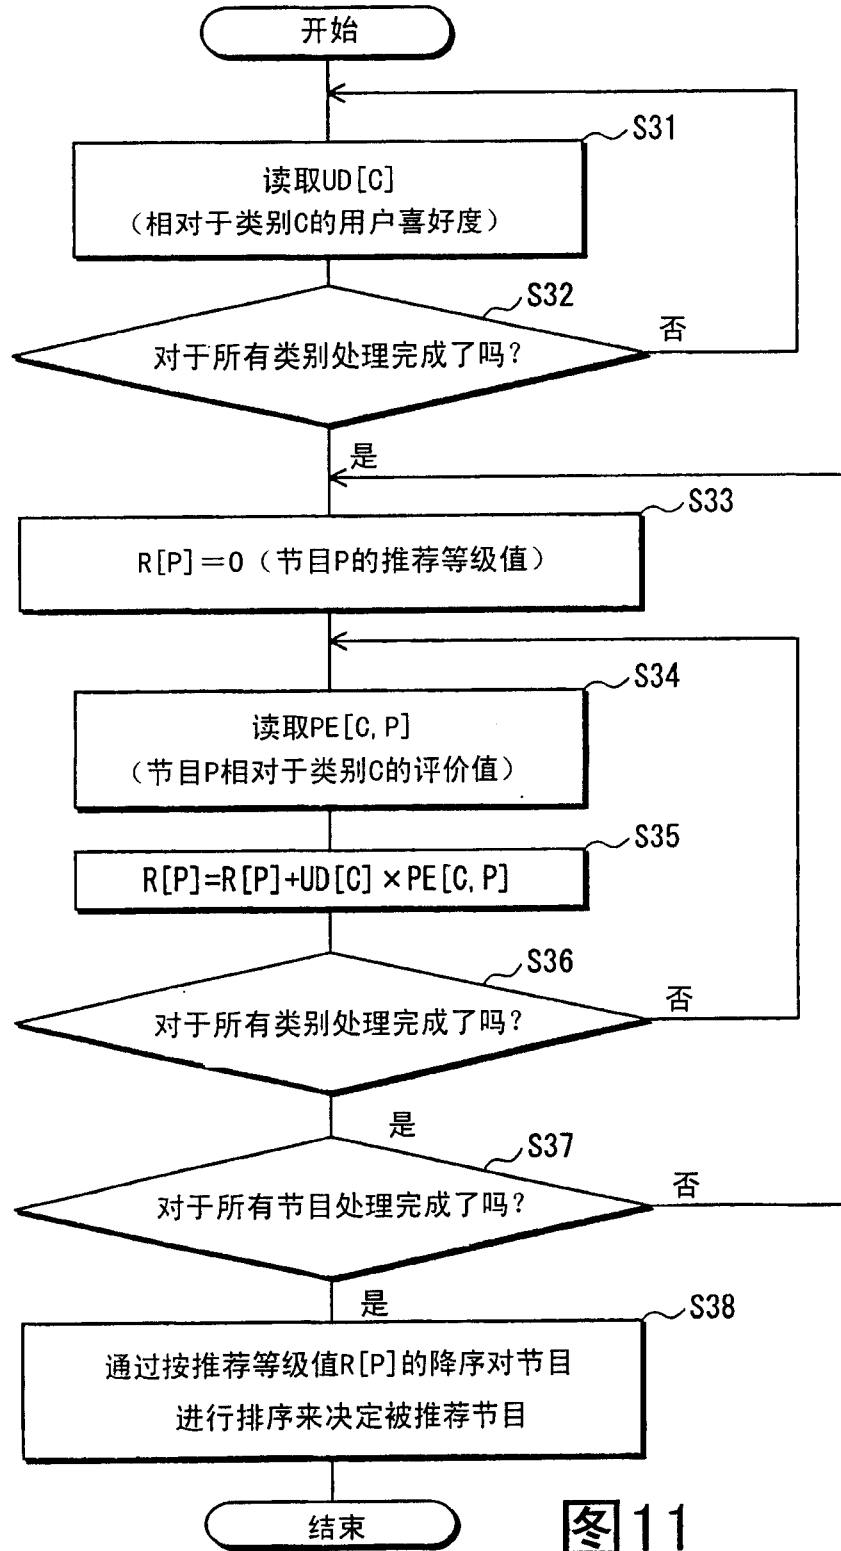 开始
S31
读取UD[C]
(相对于类别C的用户喜好度)
S32
对于所有类别处理完成了吗?
否
是
S33
R[P]=0(节目P的推荐等级值)
S34
读取PE[C,P]
(节目P相对于类别C的评价值)
S35
R[P]=R[P]+UD[C]×PE[C,P]
S36
对于所有类别处理完成了吗?
否
是
S37
对于所有节目处理完成了吗?
否
是
S38
通过按推荐等级值R[P]的降序对节目
进行排序来决定被推荐节目
结束
图11